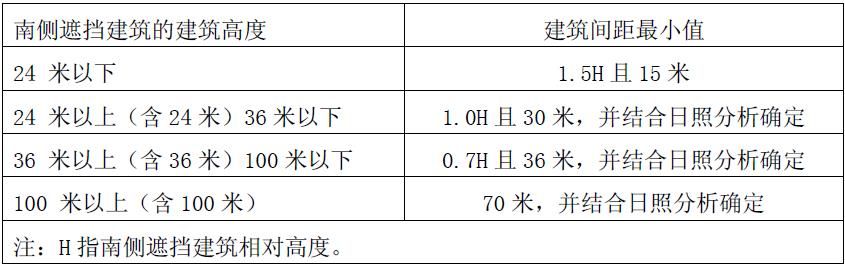 南侧遮挡建筑的建筑高度 建筑间距最小值
24 米以下 1.5H 且 15 米
24 米以上（含 24 米）36 米以下 1.0H 且 30 米，并结合日照分析确定
36 米以上（含 36 米）100 米以下 0.7H 且 36 米，并结合日照分析确定
100 米以上（含 100 米） 70 米，并结合日照分析确定
注：H 指南侧遮挡建筑相对高度。